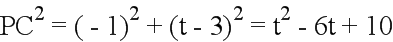 PC² = ( - 1)² + (t - 3)² = t² - 6t + 10